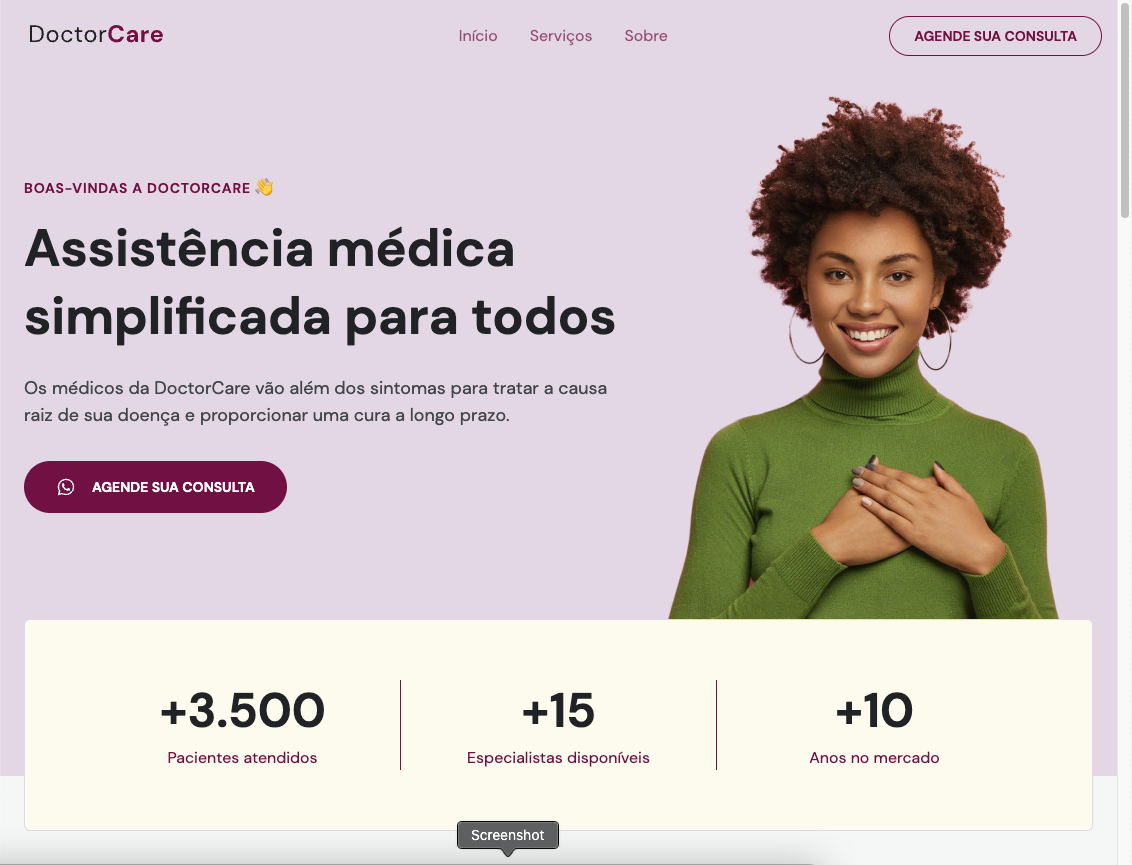 DoctorCare
Início Serviços Sobre
AGENDE SUA CONSULTA
BOAS-VINDAS A DOCTORCARE 👋
Assistência médica
simplificada para todos
Os médicos da DoctorCare vão além dos sintomas para tratar a causa
raiz de sua doença e proporcionar uma cura a longo prazo.
AGENDE SUA CONSULTA
+3.500
Pacientes atendidos
+15
Especialistas disponíveis
+10
Anos no mercado
Screenshot